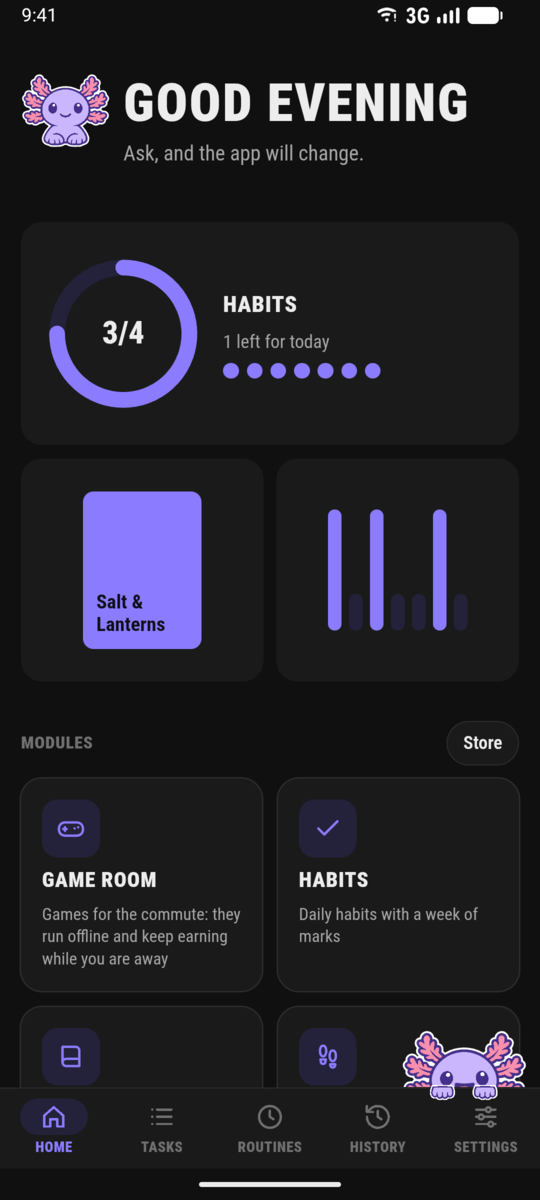 9:41
3G
GOOD EVENING
Ask, and the app will change.
3/4
HABITS
1 left for today
Salt &
Lanterns
MODULES
Store
GAME ROOM
Games for the commute: they
run offline and keep earning
while you are away
HABITS
Daily habits with a week of
marks
HOME
TASKS
ROUTINES
HISTORY
SETTINGS